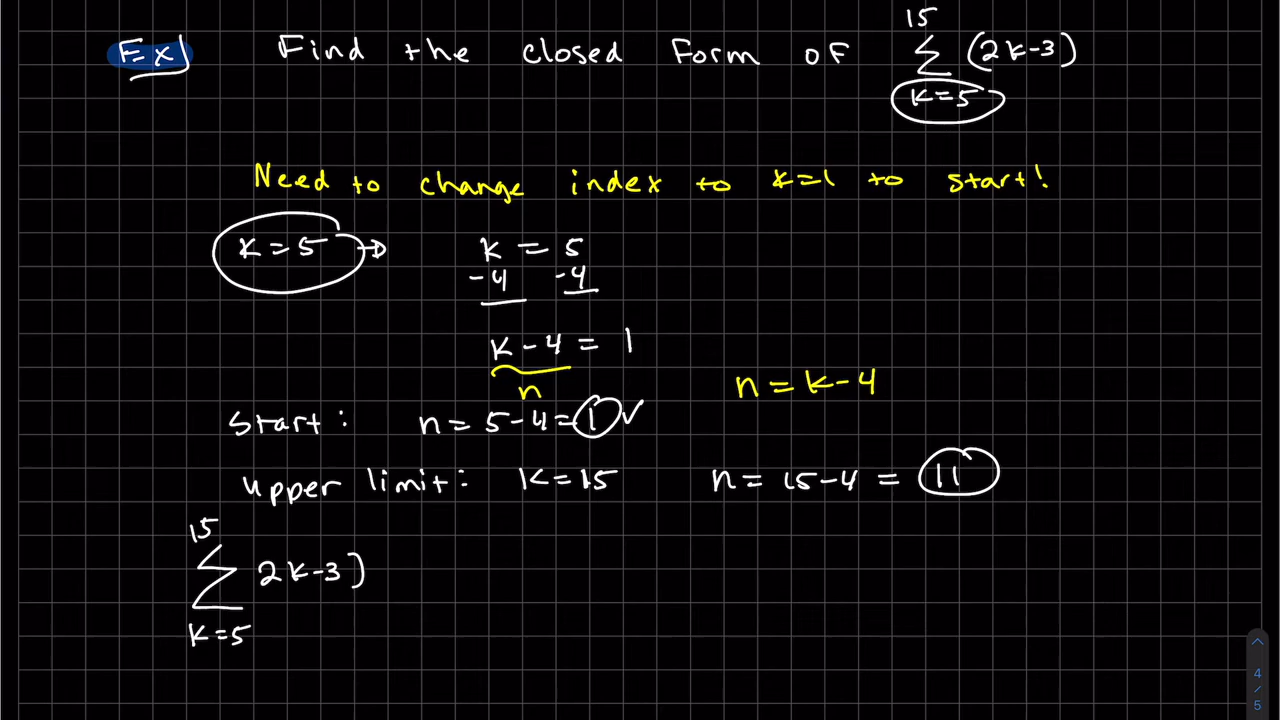 Ex) Find the closed form of 15 Σ k=5 (2k-3)
Need to change index to k=1 to start!
k=5 → k = 5
-4 -4
k-4 = 1
n n = k-4
start: n = 5-4 = 1 ✓
upper limit: k=15 n = 15-4 = 11
15
Σ 2k-3)
k=5
4
/
5